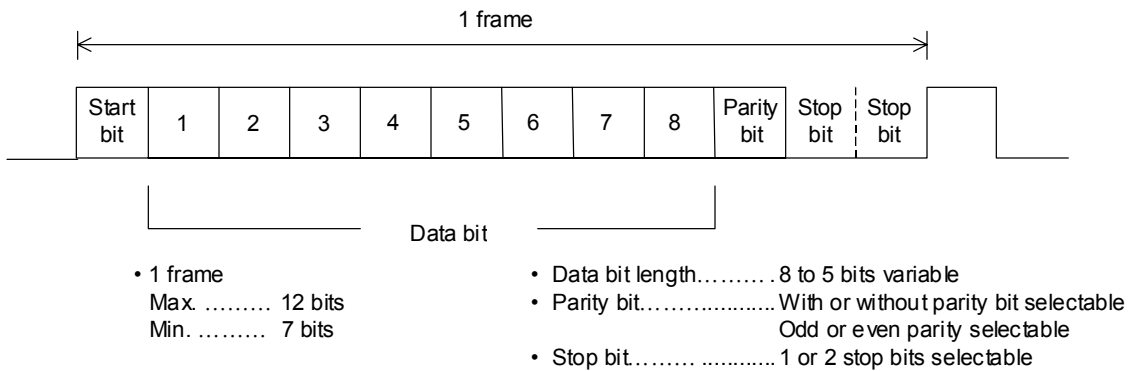 1 frame
Start bit 1 2 3 4 5 6 7 8 Parity bit Stop bit Stop bit
Data bit
• 1 frame
Max. ……… 12 bits
Min. ……… 7 bits
• Data bit length………. 8 to 5 bits variable
• Parity bit……............ With or without parity bit selectable
Odd or even parity selectable
• Stop bit……… ............ 1 or 2 stop bits selectable